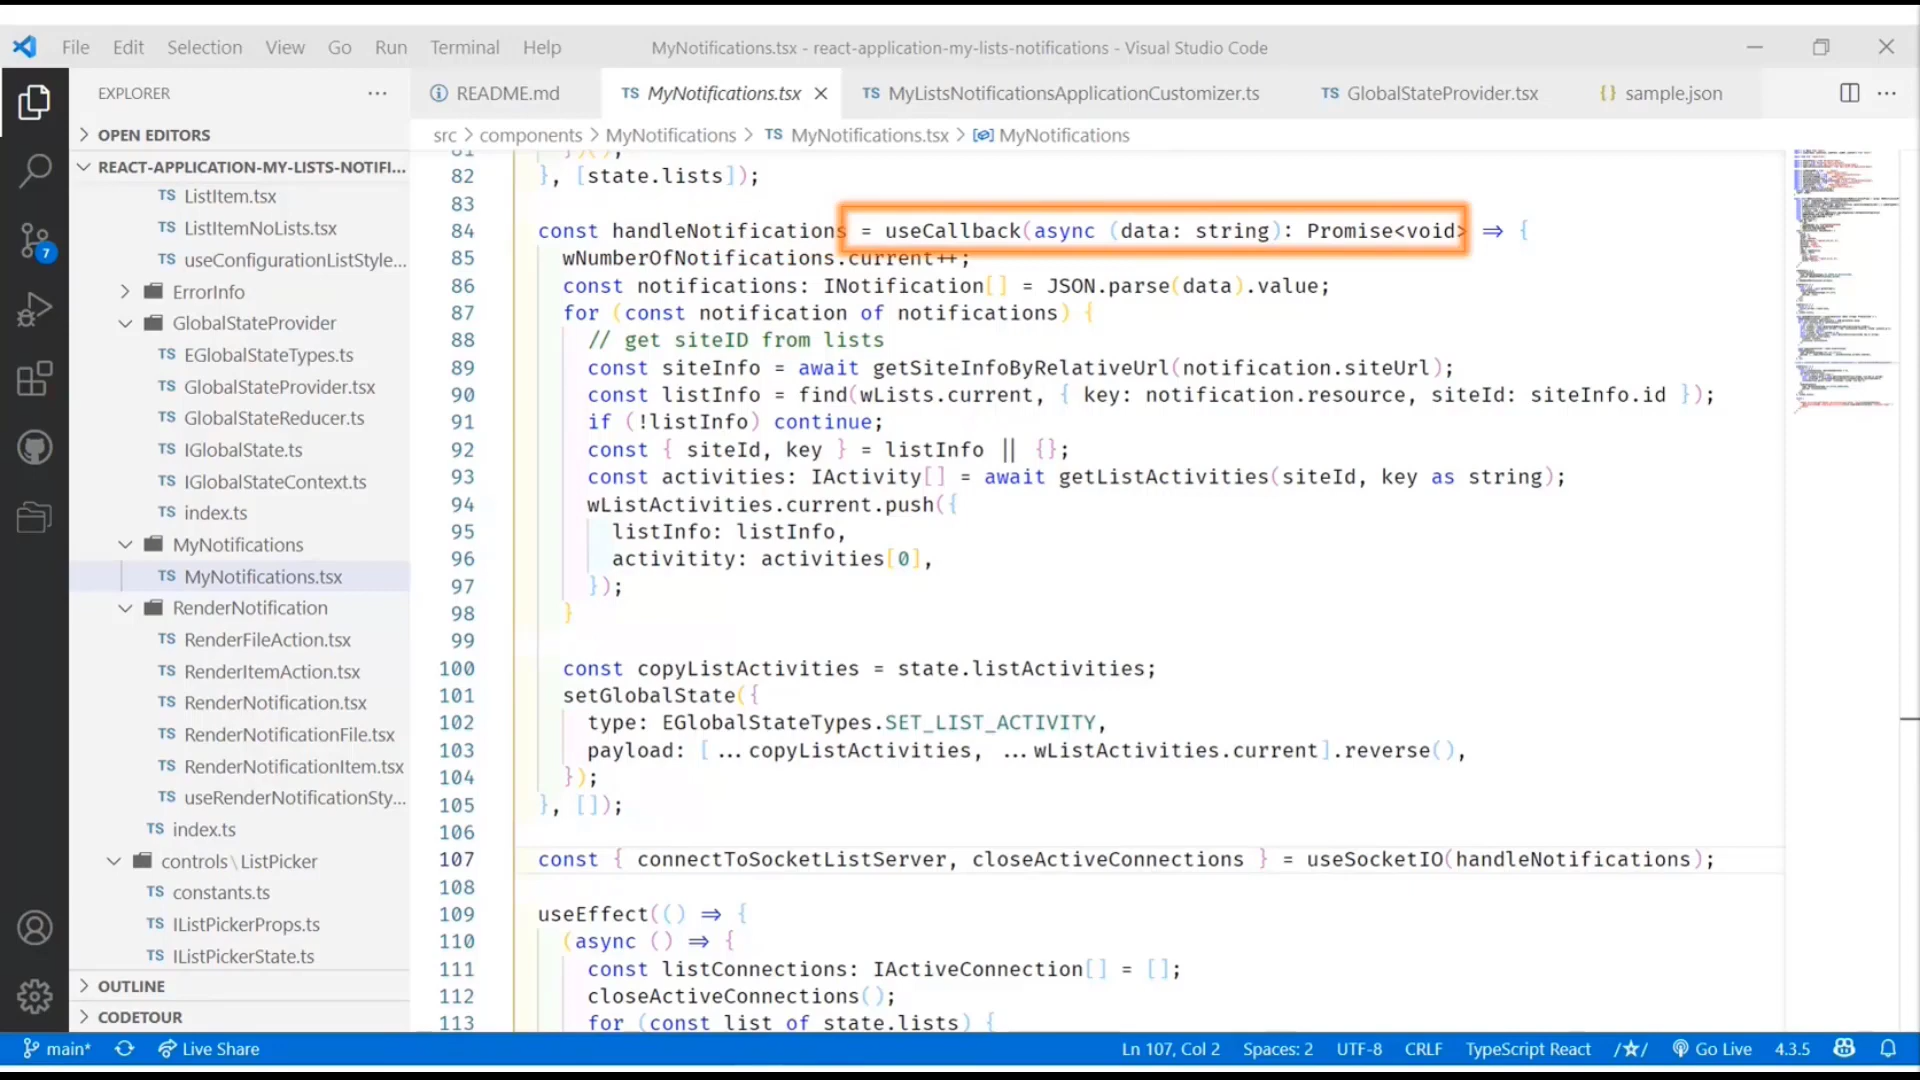 File Edit Selection View Go Run Terminal Help
MyNotifications.tsx - react-application-my-lists-notifications - Visual Studio Code
EXPLORER
OPEN EDITORS
REACT-APPLICATION-MY-LISTS-NOTIFI...
TS ListItem.tsx
TS ListItemNoLists.tsx
TS useConfigurationListStyle...
ErrorInfo
GlobalStateProvider
TS EGlobalStateTypes.ts
TS GlobalStateProvider.tsx
TS GlobalStateReducer.ts
TS IGlobalState.ts
TS IGlobalStateContext.ts
TS index.ts
MyNotifications
TS MyNotifications.tsx
RenderNotification
TS RenderFileAction.tsx
TS RenderItemAction.tsx
TS RenderNotification.tsx
TS RenderNotificationFile.tsx
TS RenderNotificationItem.tsx
TS useRenderNotificationSty...
TS index.ts
controls\ListPicker
TS constants.ts
TS IListPickerProps.ts
TS IListPickerState.ts
OUTLINE
CODETOUR
7
README.md TS MyNotifications.tsx TS MyListsNotificationsApplicationCustomizer.ts TS GlobalStateProvider.tsx {} sample.json
src > components > MyNotifications > TS MyNotifications.tsx > MyNotifications
82 }, [state.lists]);
83
84 const handleNotifications = useCallback(async (data: string): Promise<void> => {
85 wNumberOfNotifications.current++;
86 const notifications: INotification[] = JSON.parse(data).value;
87 for (const notification of notifications) {
88 // get siteID from lists
89 const siteInfo = await getSiteInfoByRelativeUrl(notification.siteUrl);
90 const listInfo = find(wLists.current, { key: notification.resource, siteId: siteInfo.id });
91 if (!listInfo) continue;
92 const { siteId, key } = listInfo || {};
93 const activities: IActivity[] = await getListActivities(siteId, key as string);
94 wListActivities.current.push({
95 listInfo: listInfo,
96 activitity: activities[0],
97 });
98 }
99
100 const copyListActivities = state.listActivities;
101 setGlobalState({
102 type: EGlobalStateTypes.SET_LIST_ACTIVITY,
103 payload: [...copyListActivities, ...wListActivities.current].reverse(),
104 });
105 }, []);
106
107 const { connectToSocketListServer, closeActiveConnections } = useSocketIO(handleNotifications);
108
109 useEffect(() => {
110 (async () => {
111 const listConnections: IActiveConnection[] = [];
112 closeActiveConnections();
113 for (const list of state.lists) {
main* Live Share Ln 107, Col 2 Spaces: 2 UTF-8 CRLF TypeScript React Go Live 4.3.5